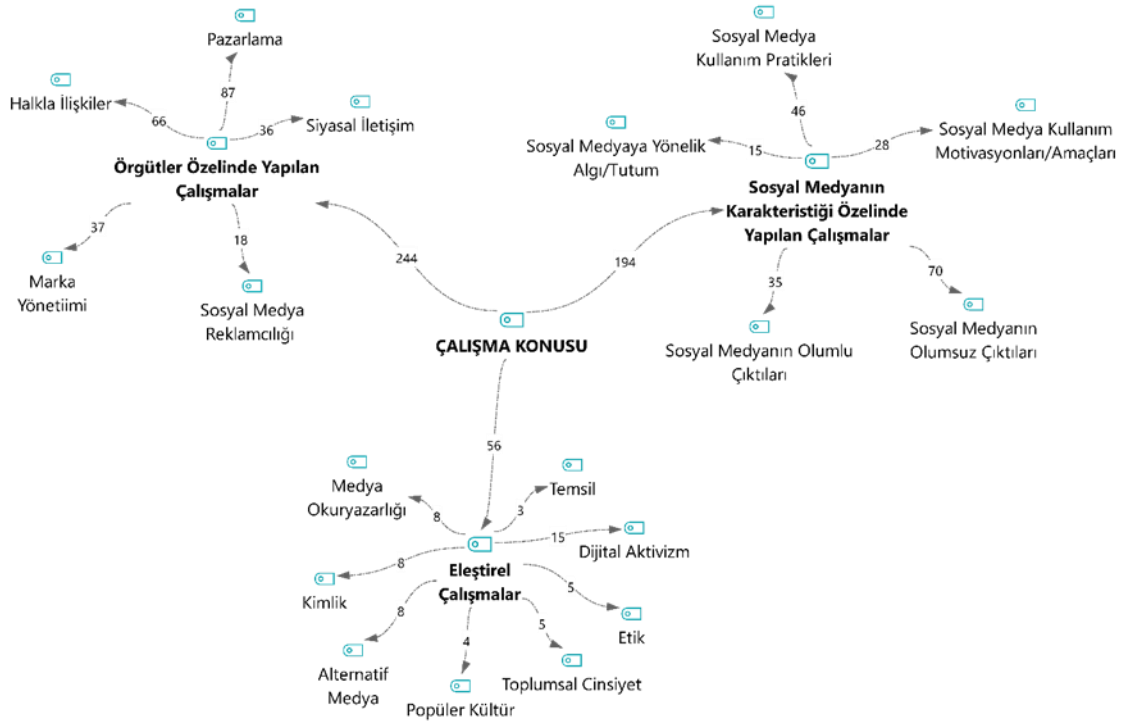 Pazarlama
87
Halkla İlişkiler
66
36
Siyasal İletişim
Örgütler Özelinde Yapılan
Çalışmalar
37
18
Marka
Yönetiimi
Sosyal Medya
Reklamcılığı
244
Sosyal Medya
Kullanım Pratikleri
46
Sosyal Medyaya Yönelik
Algı/Tutum
15
28
Sosyal Medya Kullanım
Motivasyonları/Amaçları
Sosyal Medyanın
Karakteristiği Özelinde
Yapılan Çalışmalar
194
35
70
Sosyal Medyanın Olumlu
Çıktıları
Sosyal Medyanın
Olumsuz Çıktıları
ÇALIŞMA KONUSU
56
Medya
Okuryazarlığı
8
3
Temsil
15
Dijital Aktivizm
Eleştirel
Çalışmalar
8
Kimlik
5
Etik
8
Alternatif
Medya
4
Popüler Kültür
5
Toplumsal Cinsiyet